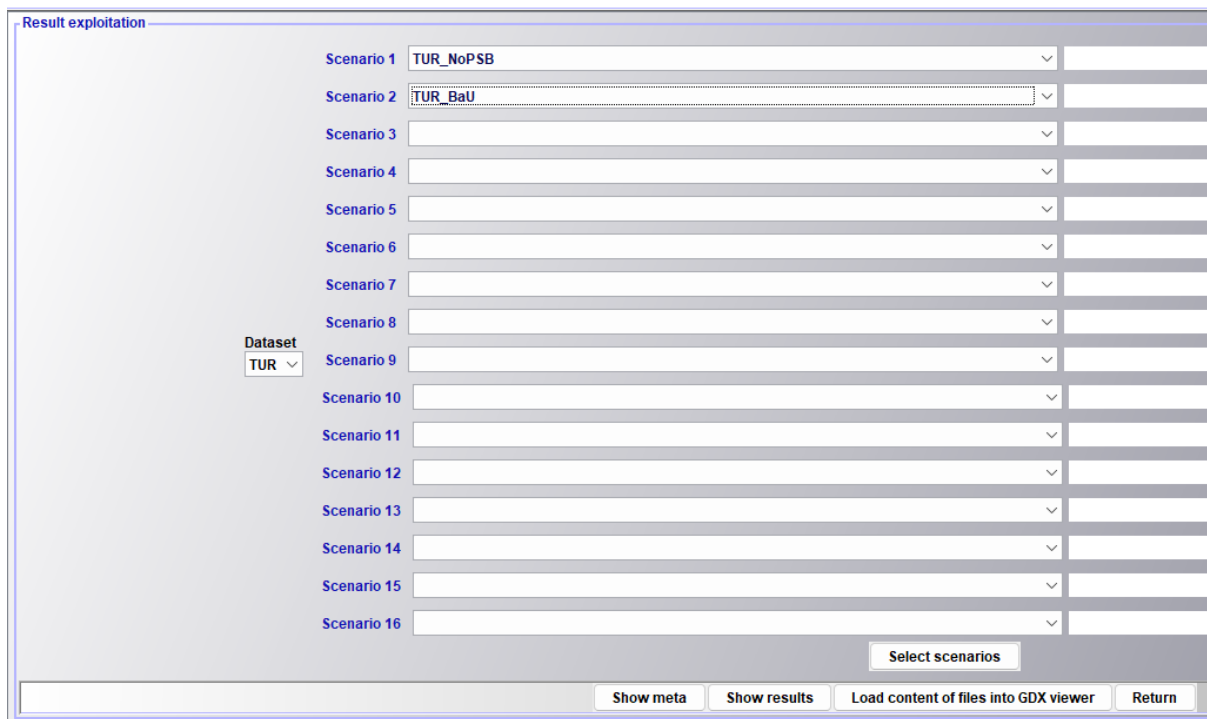 Result exploitation
Scenario 1 TUR_NoPSB
Scenario 2 TUR_BaU
Scenario 3
Scenario 4
Scenario 5
Scenario 6
Scenario 7
Scenario 8
Dataset
TUR
Scenario 9
Scenario 10
Scenario 11
Scenario 12
Scenario 13
Scenario 14
Scenario 15
Scenario 16
Select scenarios
Show meta Show results Load content of files into GDX viewer Return